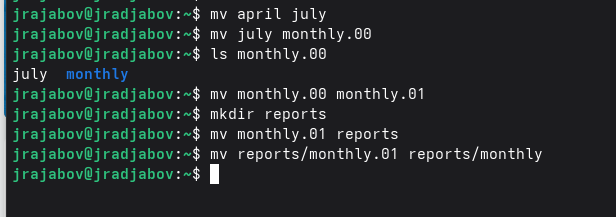 jrajabov@jradjabov:~$ mv april july
jrajabov@jradjabov:~$ mv july monthly.00
jrajabov@jradjabov:~$ ls monthly.00
july  monthly
jrajabov@jradjabov:~$ mv monthly.00 monthly.01
jrajabov@jradjabov:~$ mkdir reports
jrajabov@jradjabov:~$ mv monthly.01 reports
jrajabov@jradjabov:~$ mv reports/monthly.01 reports/monthly
jrajabov@jradjabov:~$